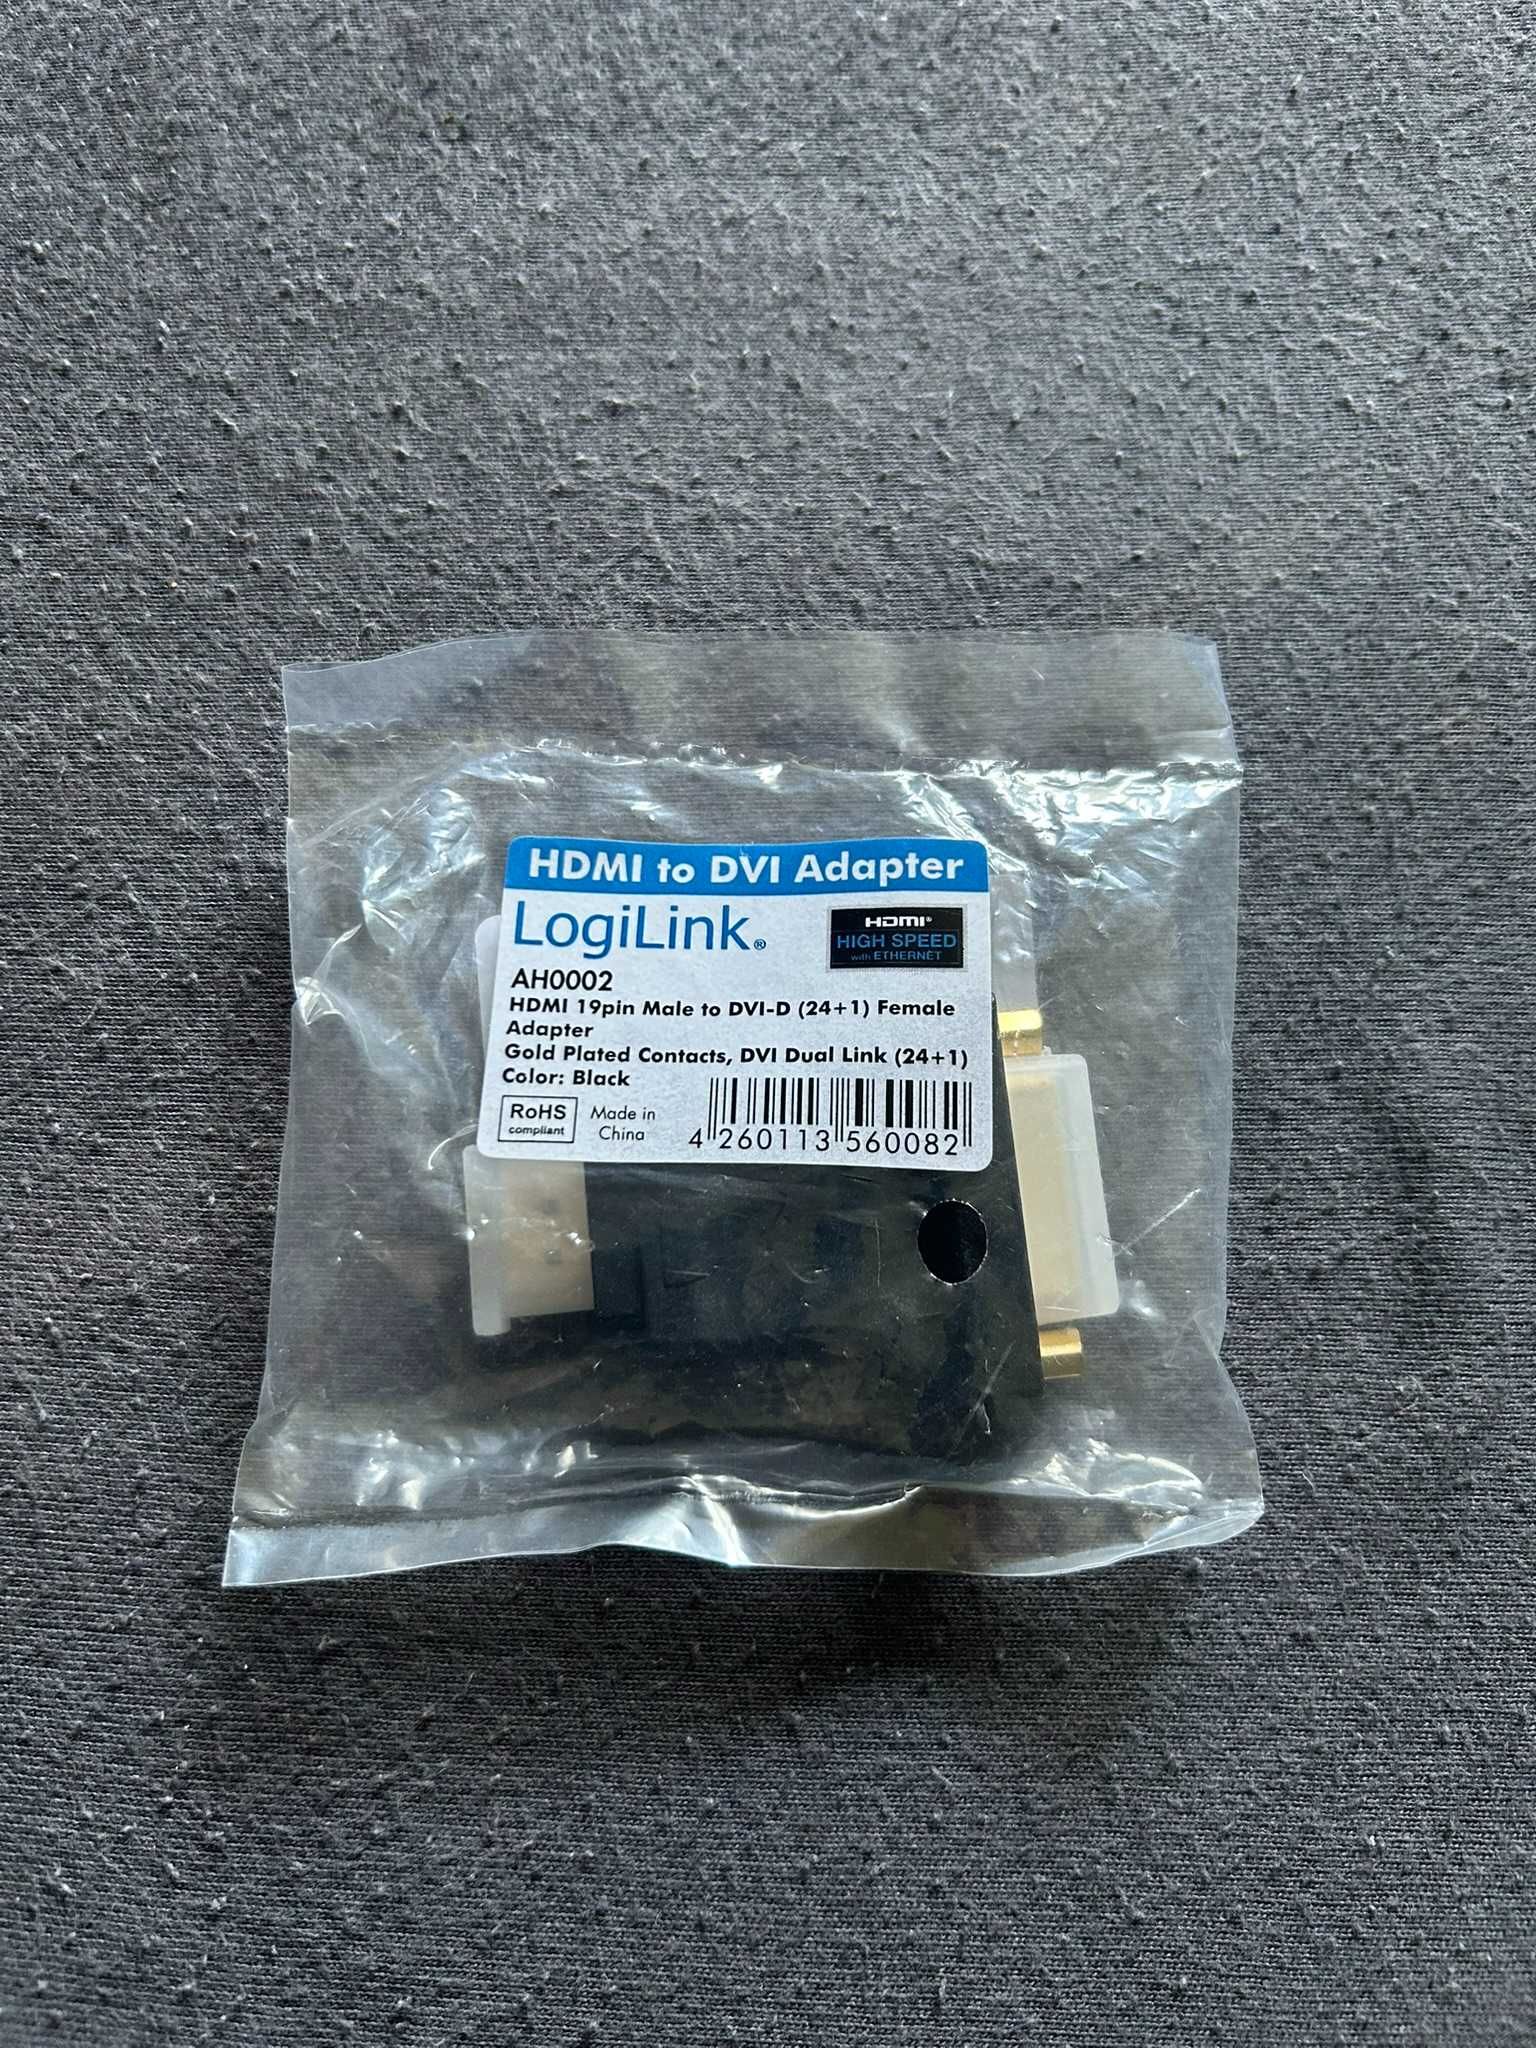 HDMI to DVI Adapter
LogiLink®
HDMI®
HIGH SPEED
with ETHERNET
AH0002
HDMI 19pin Male to DVI-D (24+1) Female
Adapter
Gold Plated Contacts, DVI Dual Link (24+1)
Color: Black
RoHS
compliant
Made in
China
4 260113 560082